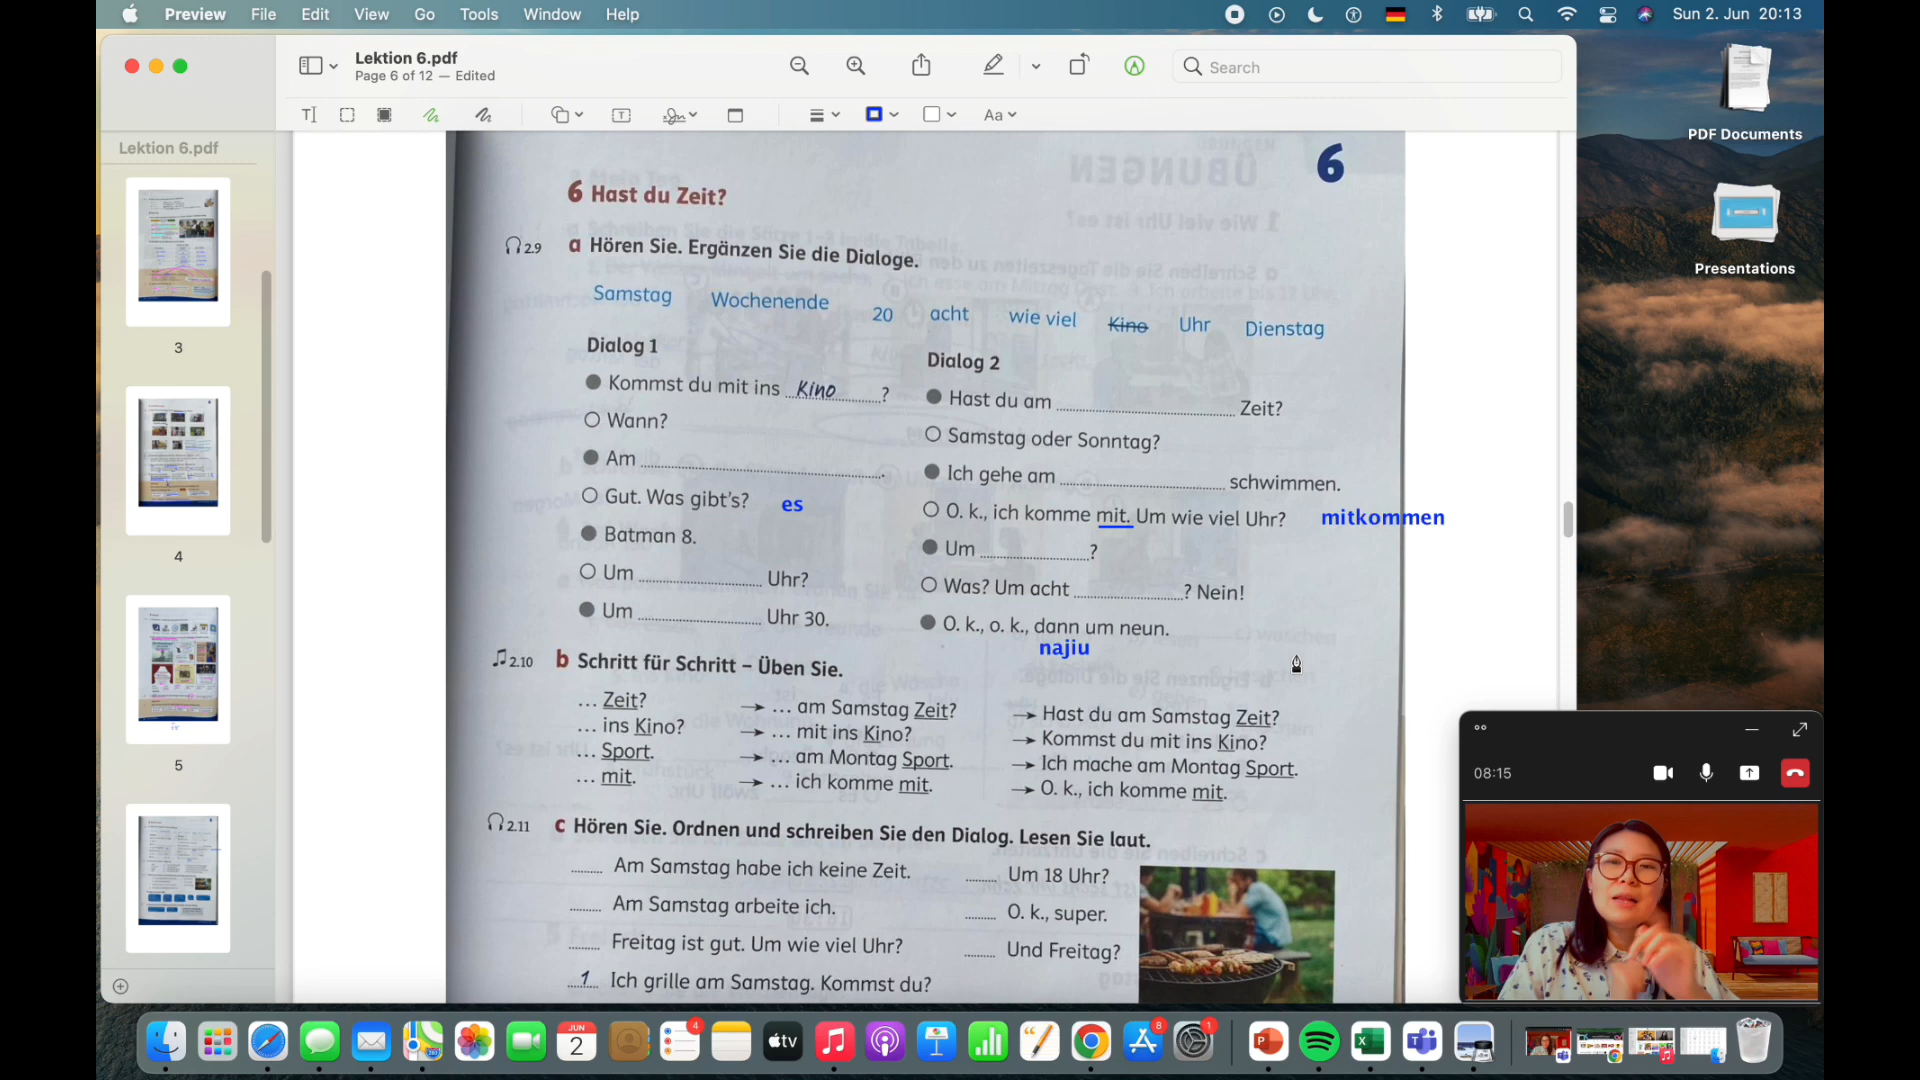 Preview File Edit View Go Tools Window Help
Sun 2. Jun 20:13
Lektion 6.pdf
Page 6 of 12 — Edited
Search
Aa
Lektion 6.pdf
3
4
5
PDF Documents
Presentations
6
6 Hast du Zeit?
2.9 a Hören Sie. Ergänzen Sie die Dialoge.
Samstag Wochenende 20 acht wie viel Kino Uhr Dienstag
Dialog 1
Kommst du mit ins Kino ?
Wann?
Am .
Gut. Was gibt's? es
Batman 8.
Um Uhr?
Um Uhr 30.
Dialog 2
Hast du am Zeit?
Samstag oder Sonntag?
Ich gehe am schwimmen.
O. k., ich komme mit. Um wie viel Uhr? mitkommen
Um ?
Was? Um acht ? Nein!
O. k., o. k., dann um neun.
najiu
2.10 b Schritt für Schritt – Üben Sie.
... Zeit? → ... am Samstag Zeit? → Hast du am Samstag Zeit?
... ins Kino? → ... mit ins Kino? → Kommst du mit ins Kino?
... Sport. → ... am Montag Sport. → Ich mache am Montag Sport.
... mit. → ... ich komme mit. → O. k., ich komme mit.
2.11 c Hören Sie. Ordnen und schreiben Sie den Dialog. Lesen Sie laut.
Am Samstag habe ich keine Zeit.
Am Samstag arbeite ich.
Freitag ist gut. Um wie viel Uhr?
1 Ich grille am Samstag. Kommst du?
Um 18 Uhr?
O. k., super.
Und Freitag?
08:15
4
JUN
2
tv
8
1